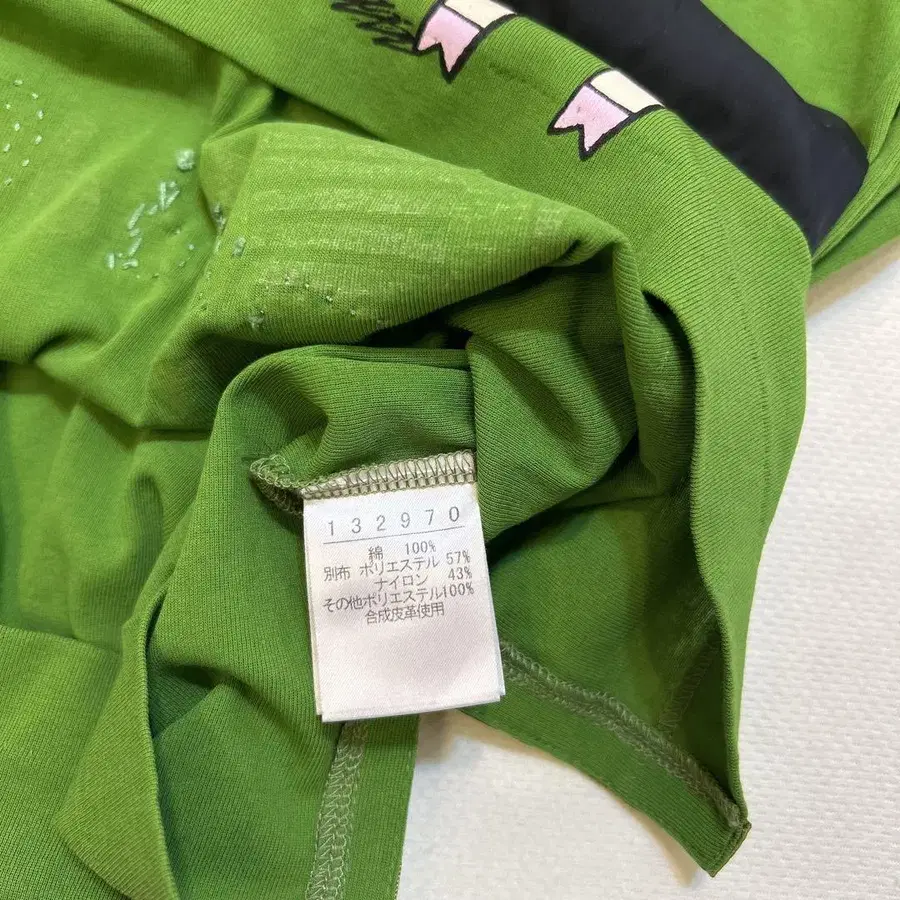 132970
綿 100%
別布 ポリエステル 57%
ナイロン 43%
その他ポリエステル100%
合成皮革使用